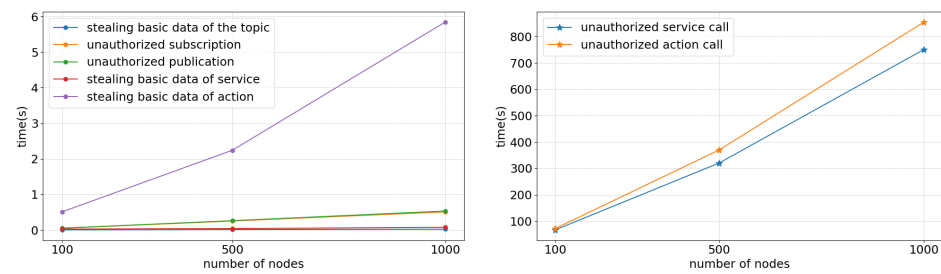 6
5
4
3
2
1
0
time(s)
stealing basic data of the topic
unauthorized subscription
unauthorized publication
stealing basic data of service
stealing basic data of action
100
500
1000
number of nodes
800
700
600
500
400
300
200
100
time(s)
unauthorized service call
unauthorized action call
100
500
1000
number of nodes